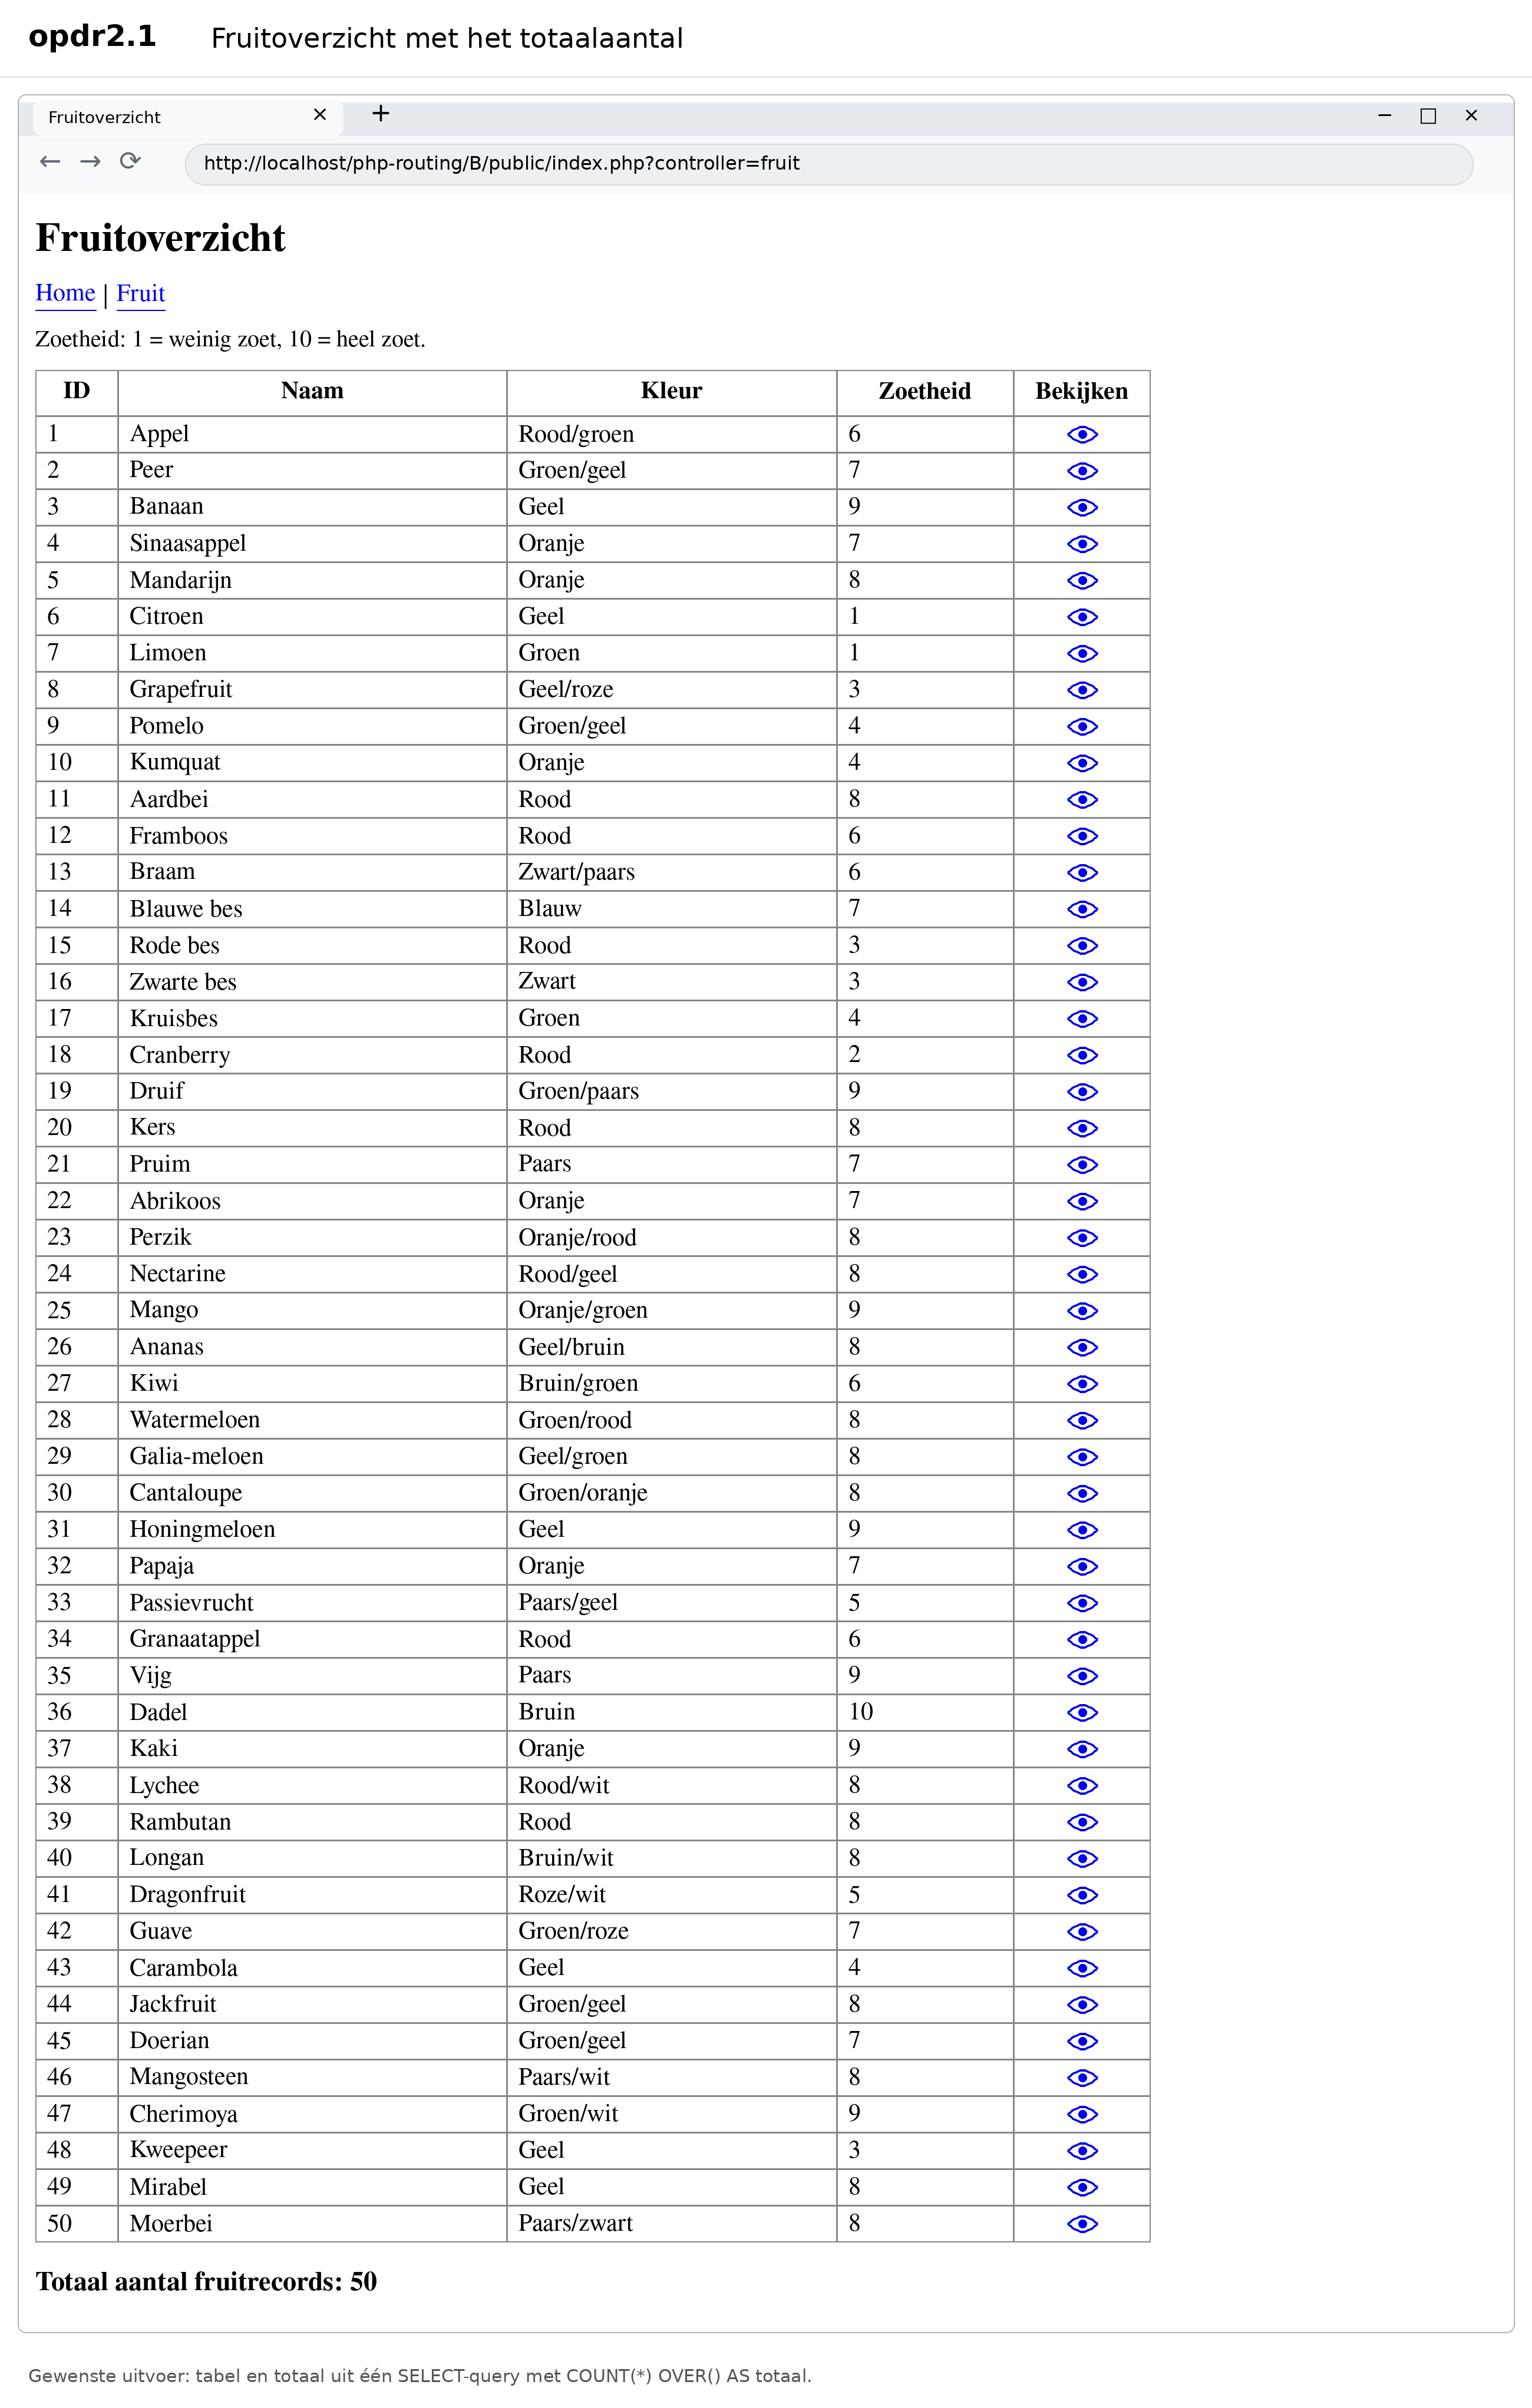 opdr2.1 Fruitoverzicht met het totaalaantal
Fruitoverzicht
http://localhost/php-routing/B/public/index.php?controller=fruit
Fruitoverzicht
Home | Fruit
Zoetheid: 1 = weinig zoet, 10 = heel zoet.
ID Naam Kleur Zoetheid Bekijken
1 Appel Rood/groen 6
2 Peer Groen/geel 7
3 Banaan Geel 9
4 Sinaasappel Oranje 7
5 Mandarijn Oranje 8
6 Citroen Geel 1
7 Limoen Groen 1
8 Grapefruit Geel/roze 3
9 Pomelo Groen/geel 4
10 Kumquat Oranje 4
11 Aardbei Rood 8
12 Framboos Rood 6
13 Braam Zwart/paars 6
14 Blauwe bes Blauw 7
15 Rode bes Rood 3
16 Zwarte bes Zwart 3
17 Kruisbes Groen 4
18 Cranberry Rood 2
19 Druif Groen/paars 9
20 Kers Rood 8
21 Pruim Paars 7
22 Abrikoos Oranje 7
23 Perzik Oranje/rood 8
24 Nectarine Rood/geel 8
25 Mango Oranje/groen 9
26 Ananas Geel/bruin 8
27 Kiwi Bruin/groen 6
28 Watermeloen Groen/rood 8
29 Galia-meloen Geel/groen 8
30 Cantaloupe Groen/oranje 8
31 Honingmeloen Geel 9
32 Papaja Oranje 7
33 Passievrucht Paars/geel 5
34 Granaatappel Rood 6
35 Vijg Paars 9
36 Dadel Bruin 10
37 Kaki Oranje 9
38 Lychee Rood/wit 8
39 Rambutan Rood 8
40 Longan Bruin/wit 8
41 Dragonfruit Roze/wit 5
42 Guave Groen/roze 7
43 Carambola Geel 4
44 Jackfruit Groen/geel 8
45 Doerian Groen/geel 7
46 Mangosteen Paars/wit 8
47 Cherimoya Groen/wit 9
48 Kweepeer Geel 3
49 Mirabel Geel 8
50 Moerbei Paars/zwart 8
Totaal aantal fruitrecords: 50
Gewenste uitvoer: tabel en totaal uit één SELECT-query met COUNT(*) OVER() AS totaal.